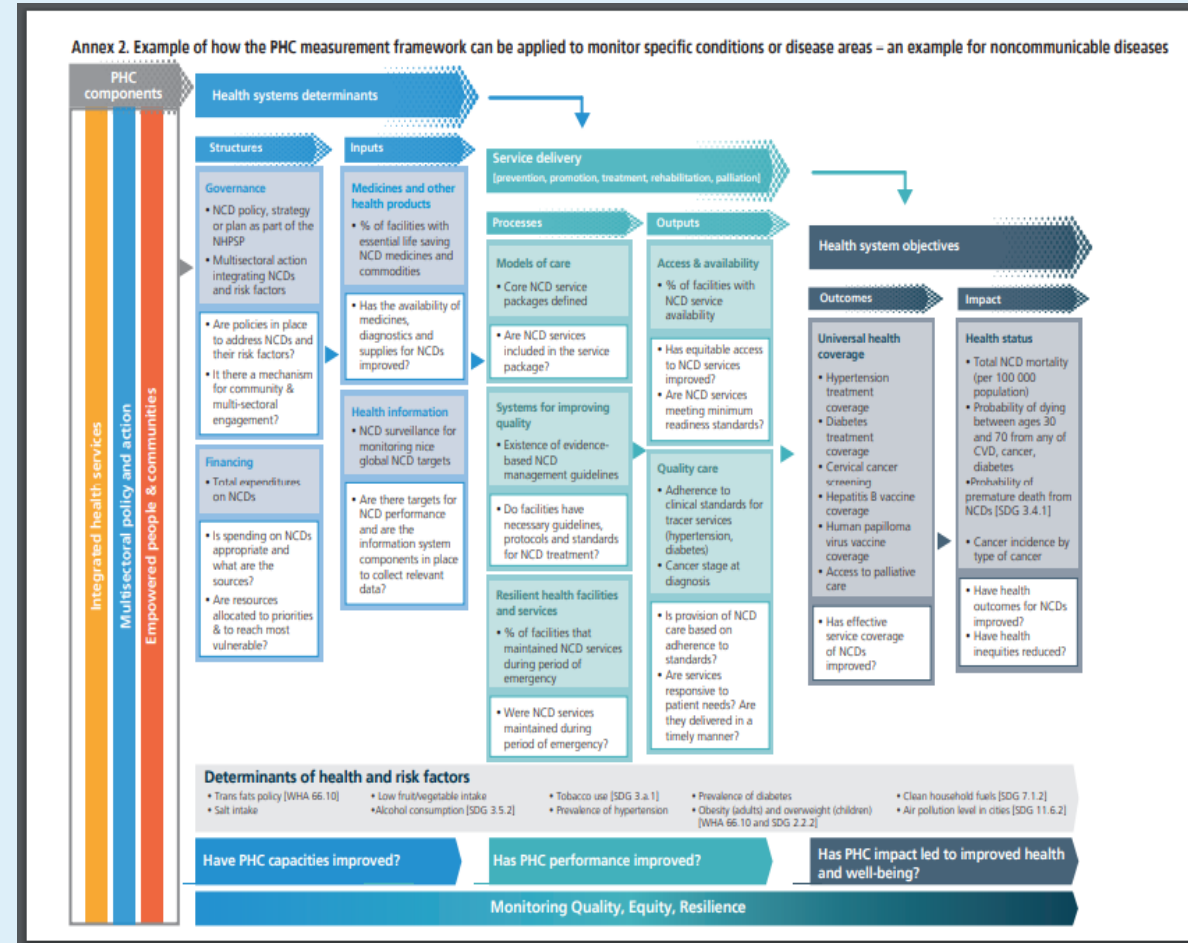 Annex 2. Example of how the PHC measurement framework can be applied to monitor specific conditions or disease areas – an example for noncommunicable diseases
PHC
components
Integrated health services
Multisectoral policy and action
Empowered people & communities
Health systems determinants
Structures
Governance
• NCD policy, strategy
or plan as part of the
NHPSP
• Multisectoral action
integrating NCDs
and risk factors
• Are policies in place
to address NCDs and
their risk factors?
• It there a mechanism
for community &
multi-sectoral
engagement?
Financing
• Total expenditures
on NCDs
• Is spending on NCDs
appropriate and
what are the
sources?
• Are resources
allocated to priorities
& to reach most
vulnerable?
Inputs
Medicines and other
health products
• % of facilities with
essential life saving
NCD medicines and
commodities
• Has the availability of
medicines,
diagnostics and
supplies for NCDs
improved?
Health information
• NCD surveillance for
monitoring nice
global NCD targets
• Are there targets for
NCD performance
and are the
information system
components in place
to collect relevant
data?
Service delivery
[prevention, promotion, treatment, rehabilitation, palliation]
Processes
Models of care
• Core NCD service
packages defined
• Are NCD services
included in the service
package?
Systems for improving
quality
• Existence of evidence-
based NCD
management guidelines
• Do facilities have
necessary guidelines,
protocols and standards
for NCD treatment?
Resilient health facilities
and services
• % of facilities that
maintained NCD services
during period of
emergency
• Were NCD services
maintained during
period of emergency?
Outputs
Access & availability
• % of facilities with
NCD service
availability
• Has equitable access
to NCD services
improved?
• Are NCD services
meeting minimum
readiness standards?
Quality care
• Adherence to
clinical standards for
tracer services
(hypertension,
diabetes)
• Cancer stage at
diagnosis
• Is provision of NCD
care based on
adherence to
standards?
• Are services
responsive to
patient needs? Are
they delivered in a
timely manner?
Health system objectives
Outcomes
Universal health
coverage
• Hypertension
treatment
coverage
• Diabetes
treatment
coverage
• Cervical cancer
screening
• Hepatitis B vaccine
coverage
• Human papilloma
virus vaccine
coverage
• Access to palliative
care
• Has effective
service coverage
of NCDs
improved?
Impact
Health status
• Total NCD mortality
(per 100 000
population)
• Probability of dying
between ages 30
and 70 from any of
CVD, cancer,
diabetes
•Probability of
premature death from
NCDs [SDG 3.4.1]
• Cancer incidence by
type of cancer
• Have health
outcomes for NCDs
improved?
• Have health
inequities reduced?
Determinants of health and risk factors
• Trans fats policy [WHA 66.10]
• Salt intake
• Low fruit/vegetable intake
•Alcohol consumption [SDG 3.5.2]
• Tobacco use [SDG 3.a.1]
• Prevalence of hypertension
• Prevalence of diabetes
• Obesity (adults) and overweight (children)
[WHA 66.10 and SDG 2.2.2]
• Clean household fuels [SDG 7.1.2]
• Air pollution level in cities [SDG 11.6.2]
Have PHC capacities improved?
Has PHC performance improved?
Has PHC impact led to improved health
and well-being?
Monitoring Quality, Equity, Resilience